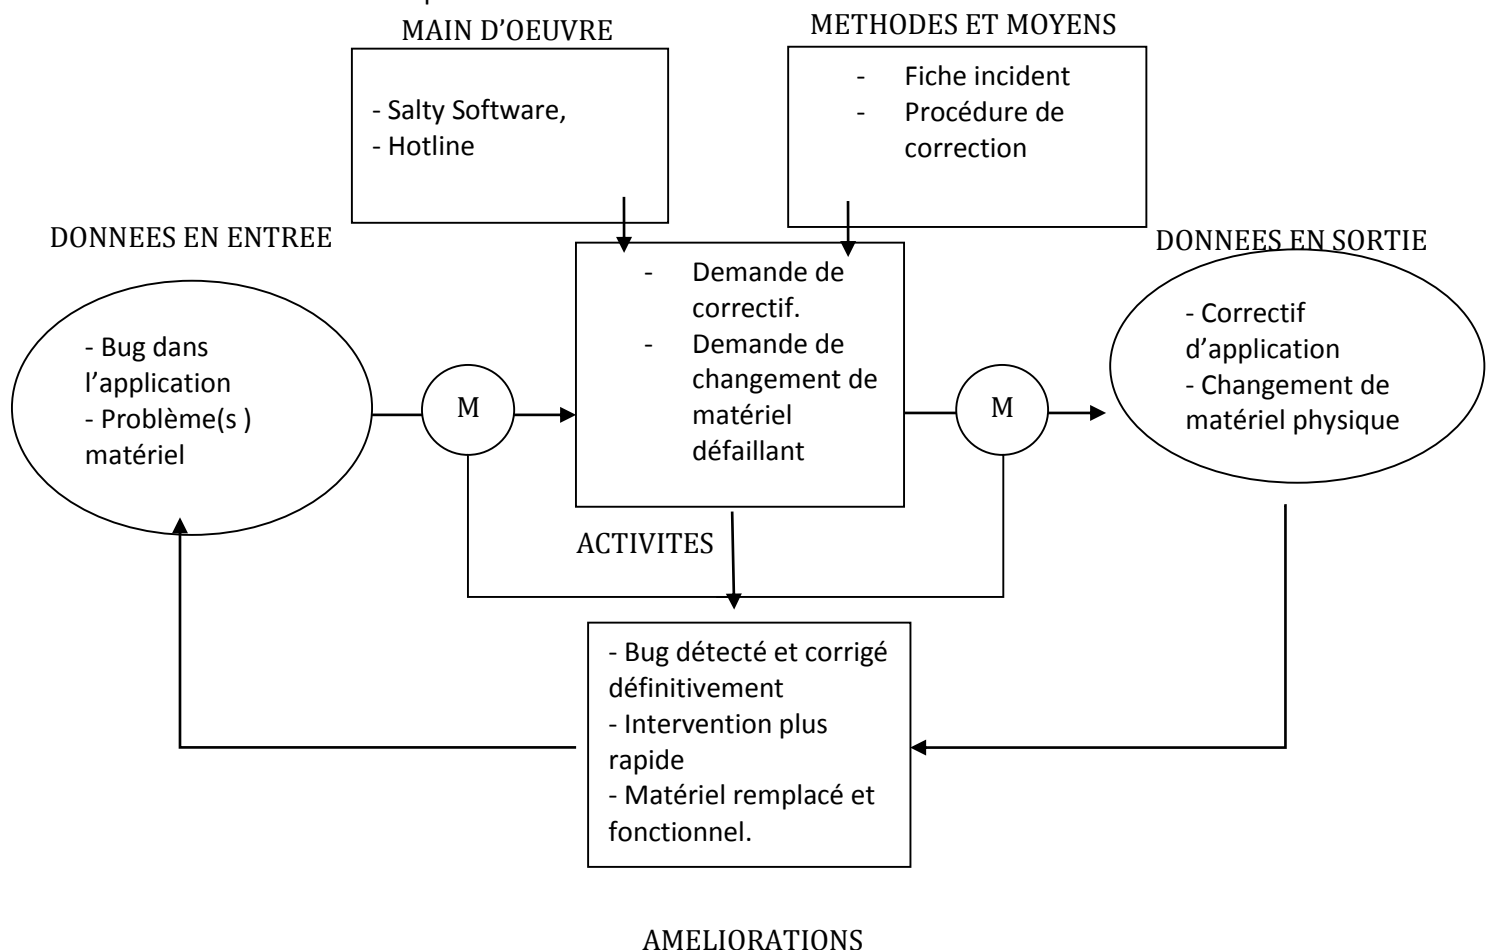 MAIN D'OEUVRE
METHODES ET MOYENS
- Salty Software,
- Hotline
- Fiche incident
- Procédure de
correction
DONNEES EN ENTREE
DONNEES EN SORTIE
- Bug dans
l'application
- Problème(s )
matériel
M
- Demande de
correctif.
- Demande de
changement de
matériel
défaillant
M
- Correctif
d'application
- Changement de
matériel physique
ACTIVITES
- Bug détecté et corrigé
définitivement
- Intervention plus
rapide
- Matériel remplacé et
fonctionnel.
AMELIORATIONS